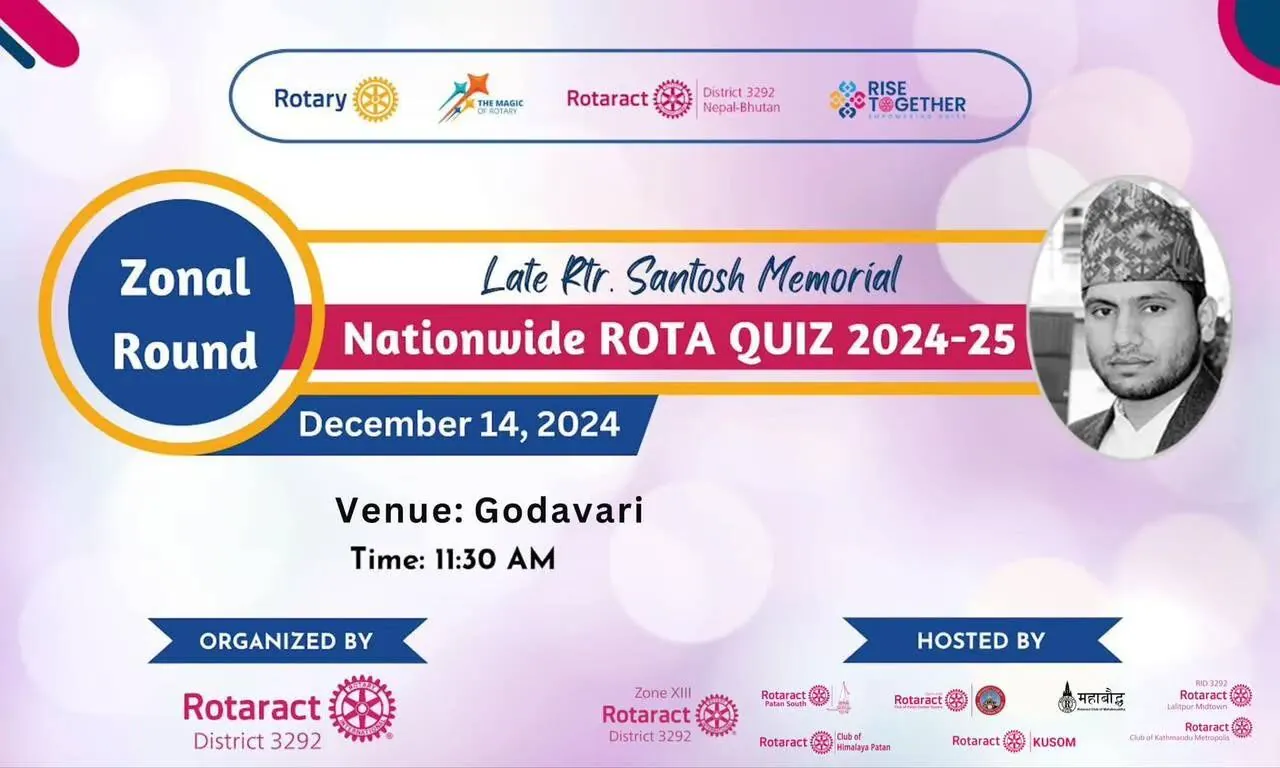 Rotary
THE MAGIC
OF ROTARY
Rotaract
District 3292
Nepal-Bhutan
RISE
TOGETHER
Zonal
Round
Late Rtr. Santosh Memorial
Nationwide ROTA QUIZ 2024-25
December 14, 2024
Venue: Godavari
Time: 11:30 AM
ORGANIZED BY
Rotaract
District 3292
HOSTED BY
Zone XIII
Rotaract
District 3292
Rotaract
Patan South
Rotaract
महाबौद्ध
RID 3292
Rotaract
Lalitpur Midtown
Rotaract
Club of
Himalaya Patan
Rotaract
KUSOM
Rotaract
Club of Kathmandu Metropolis